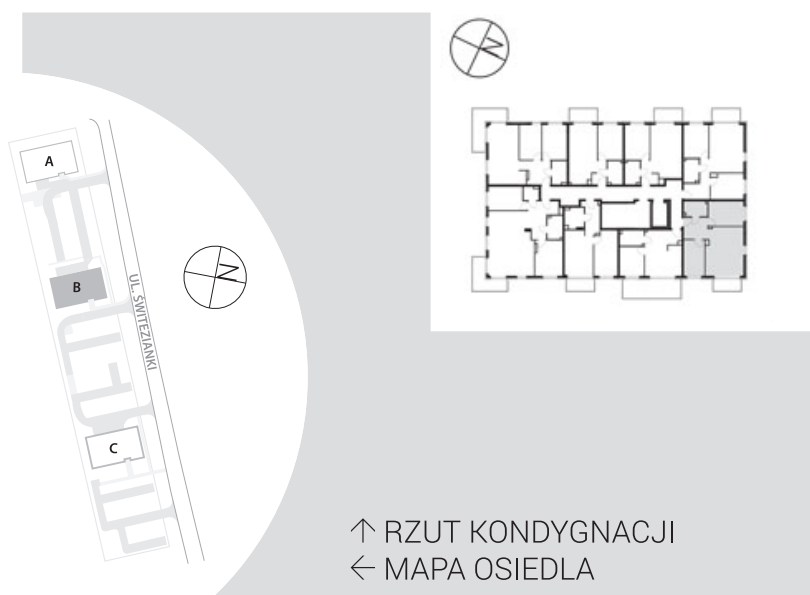 N
A
B
N
UL. ŚWITEZIANKI
C
↑ RZUT KONDYGNACJI
← MAPA OSIEDLA